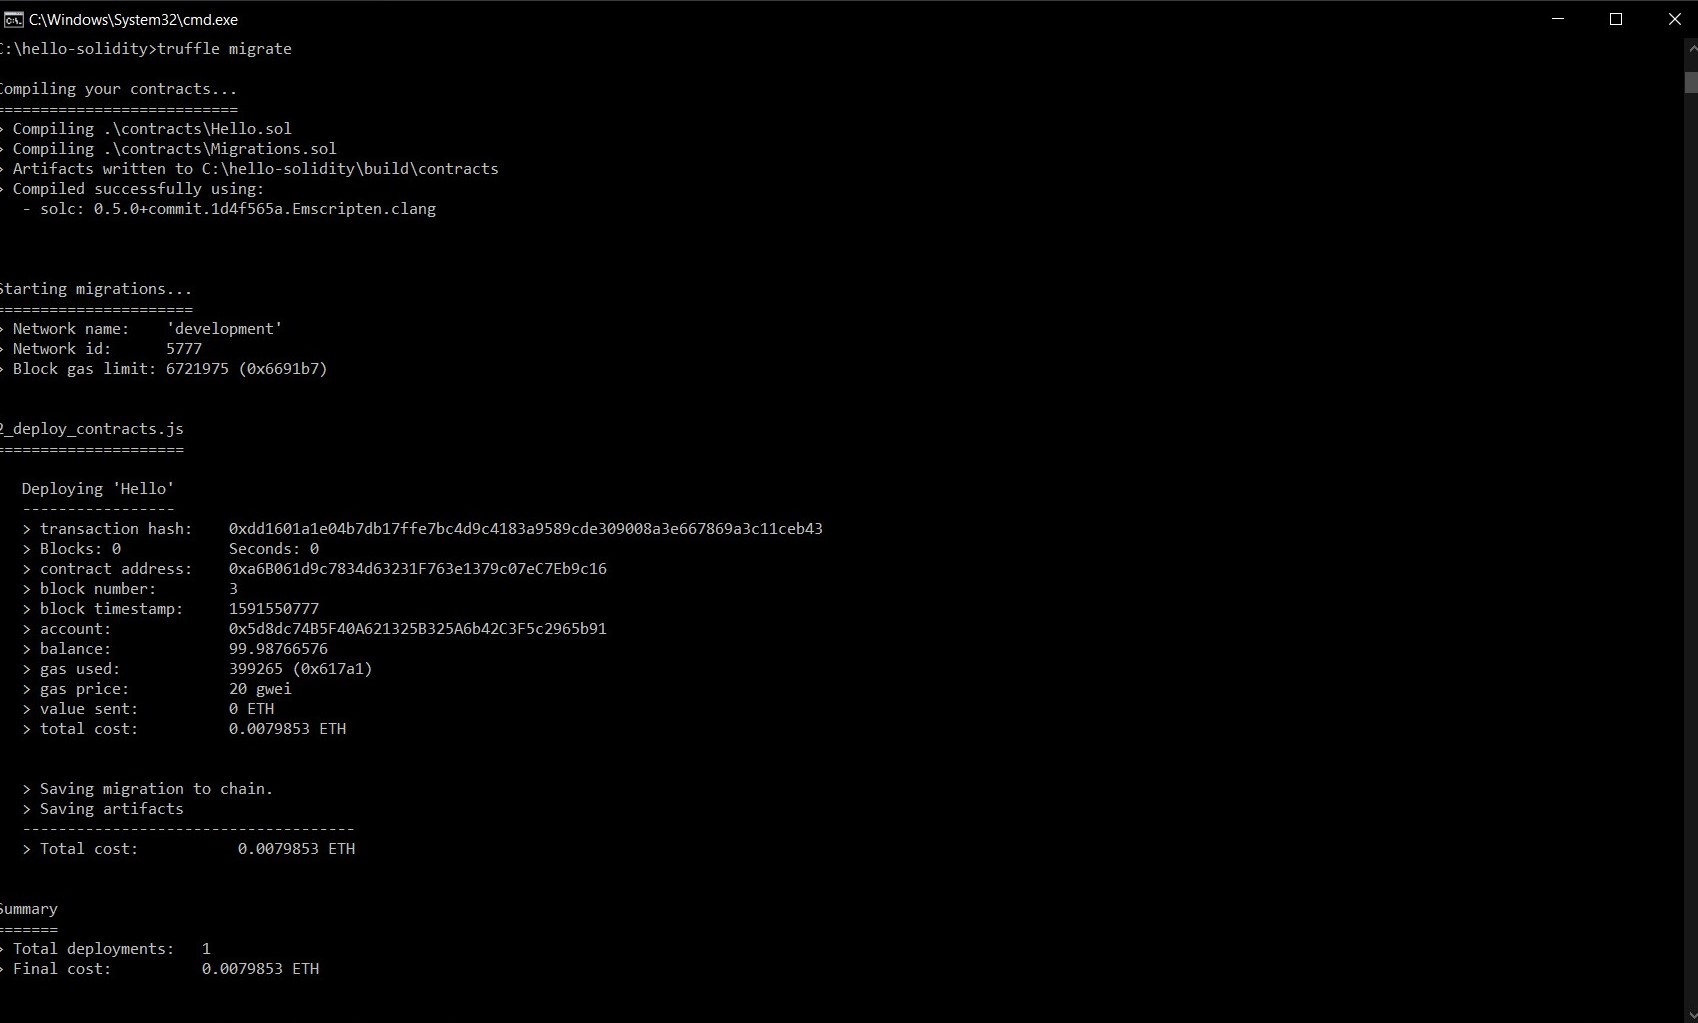 C:\Windows\System32\cmd.exe
C:\hello-solidity>truffle migrate
Compiling your contracts...
===========================
> Compiling .\contracts\Hello.sol
> Compiling .\contracts\Migrations.sol
> Artifacts written to C:\hello-solidity\build\contracts
> Compiled successfully using:
   - solc: 0.5.0+commit.1d4f565a.Emscripten.clang
Starting migrations...
======================
> Network name:    'development'
> Network id:      5777
> Block gas limit: 6721975 (0x6691b7)
2_deploy_contracts.js
=====================
   Deploying 'Hello'
   -----------------
   > transaction hash:    0xdd1601a1e04b7db17ffe7bc4d9c4183a9589cde309008a3e667869a3c11ceb43
   > Blocks: 0            Seconds: 0
   > contract address:    0xa6B061d9c7834d63231F763e1379c07eC7Eb9c16
   > block number:        3
   > block timestamp:     1591550777
   > account:             0x5d8dc74B5F40A621325B325A6b42C3F5c2965b91
   > balance:             99.98766576
   > gas used:            399265 (0x617a1)
   > gas price:           20 gwei
   > value sent:          0 ETH
   > total cost:          0.0079853 ETH
   > Saving migration to chain.
   > Saving artifacts
   -------------------------------------
   > Total cost:           0.0079853 ETH
Summary
=======
> Total deployments:   1
> Final cost:          0.0079853 ETH